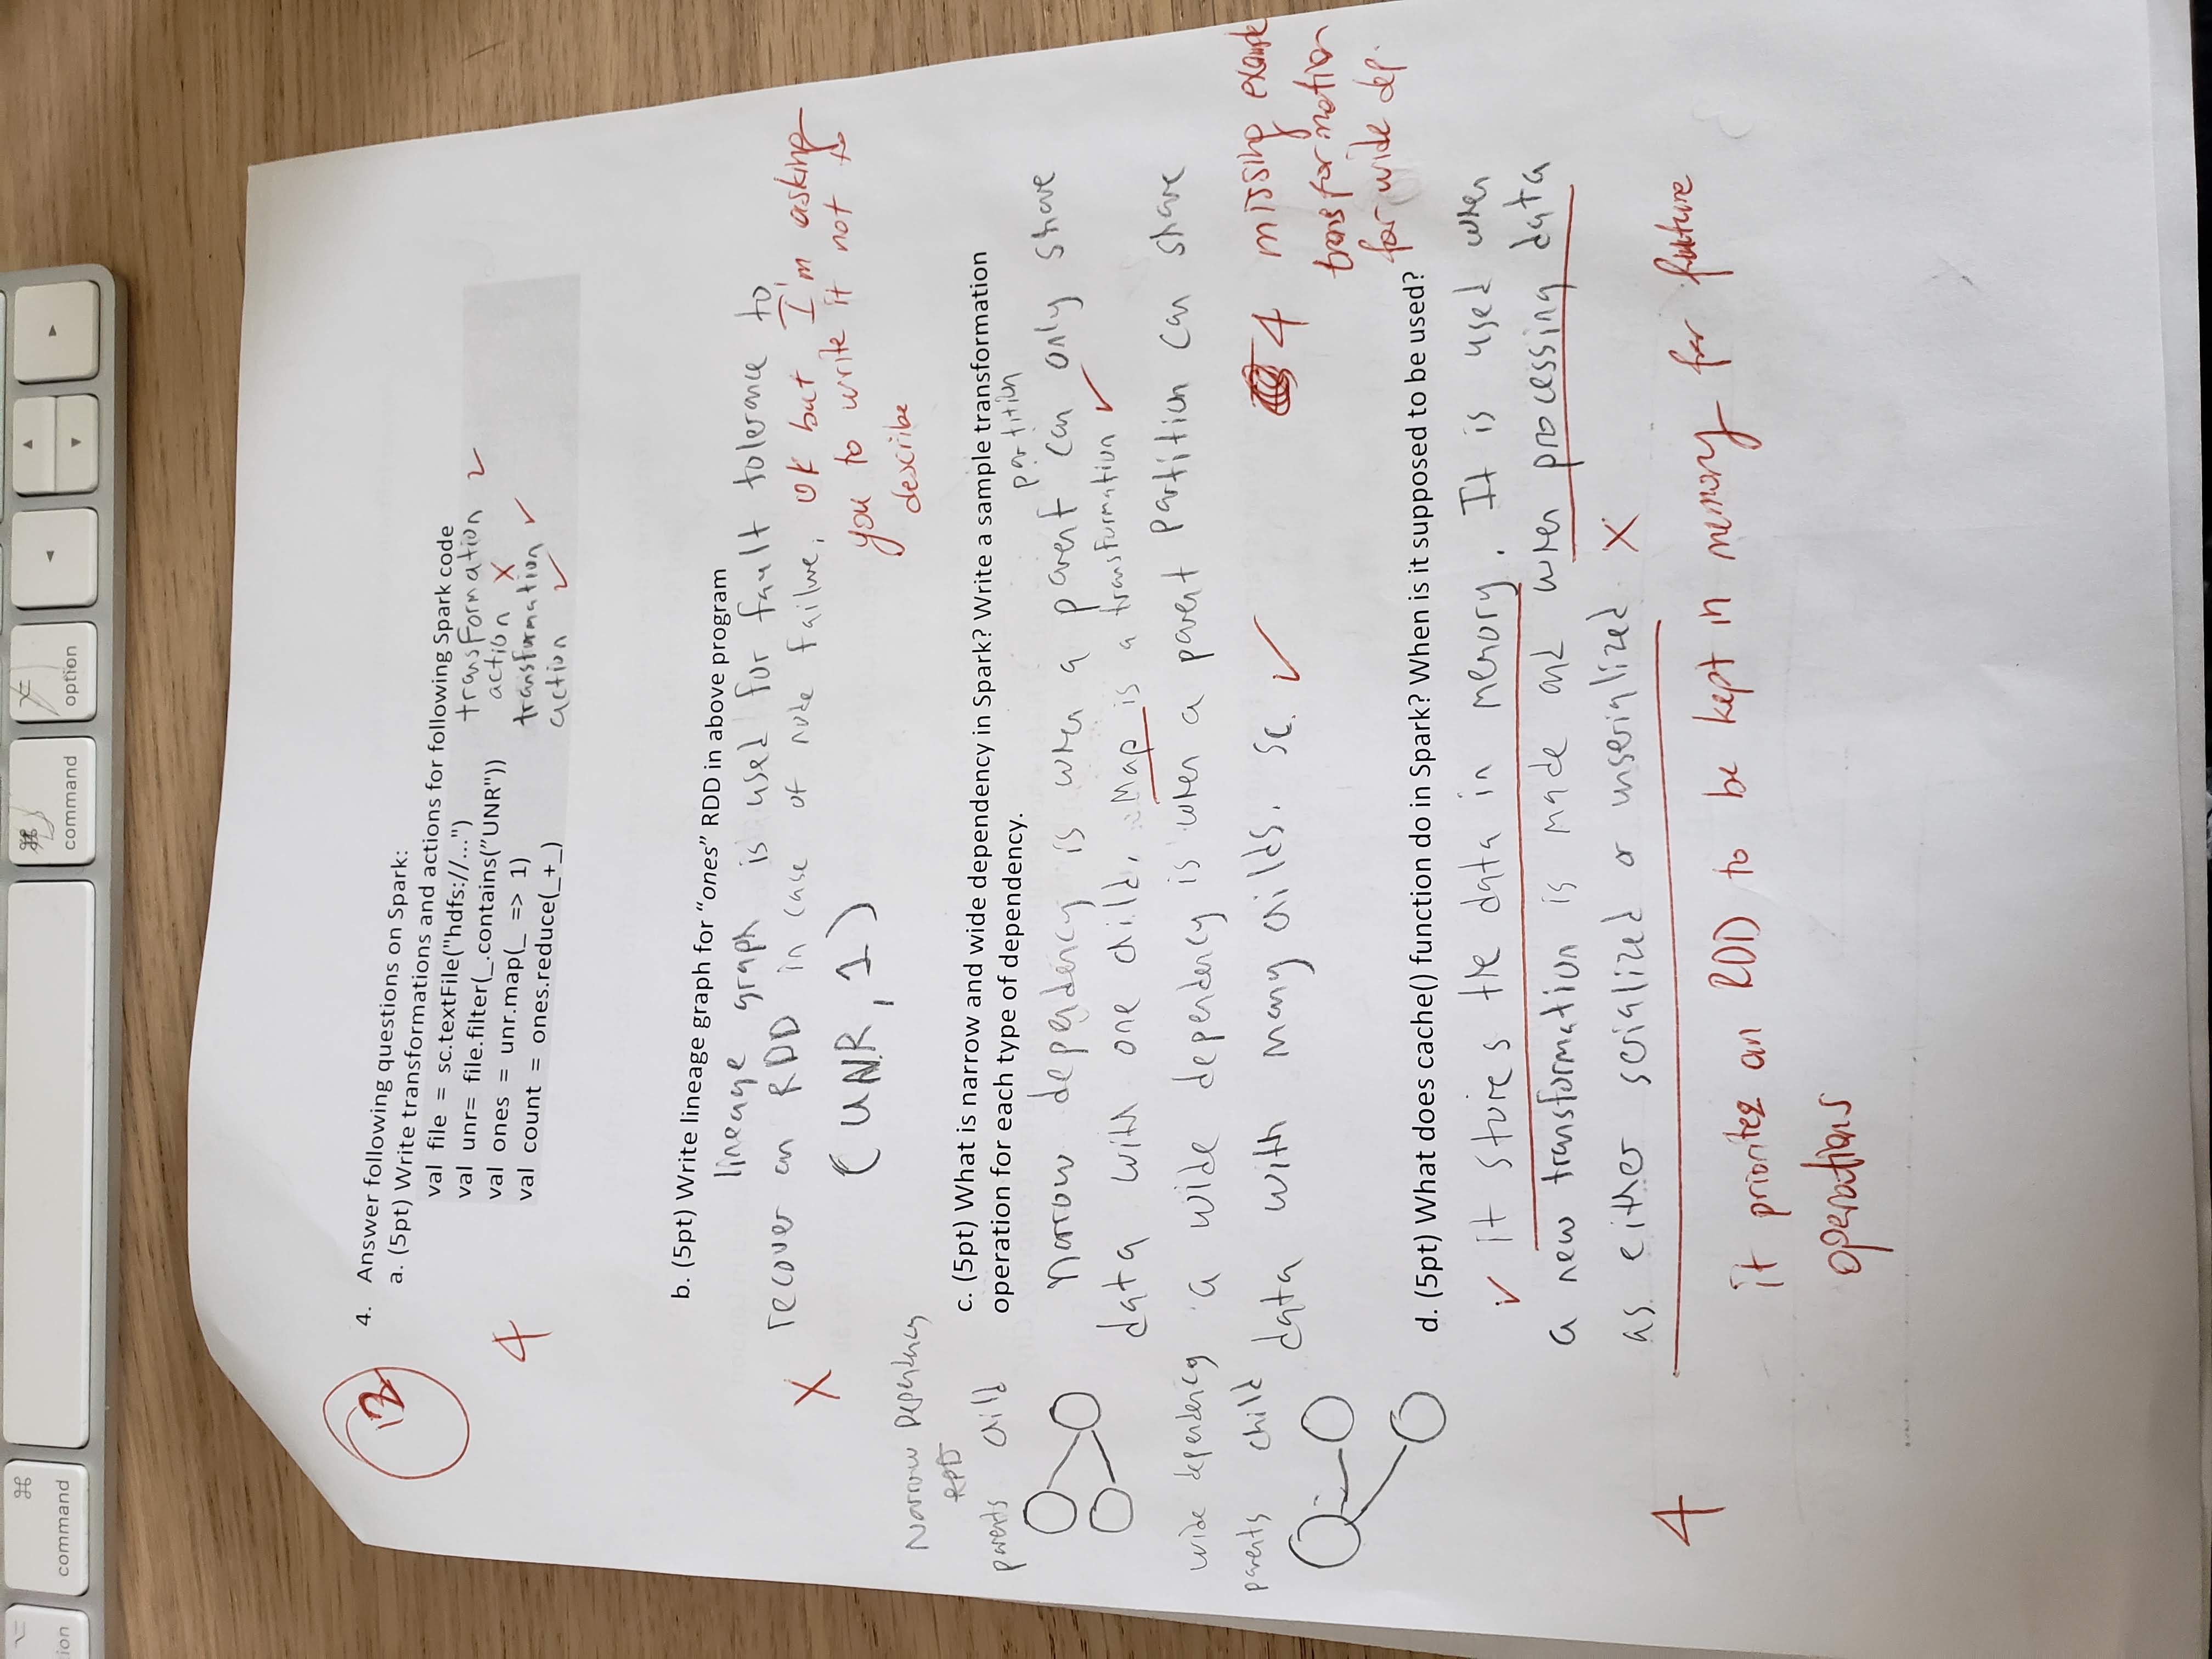 ⌘
command
⌘
command
⌥
option
ion
12
4. Answer following questions on Spark:
a. (5pt) Write transformations and actions for following Spark code
val file = sc.textFile("hdfs://...") transformation ✓
val unr= file.filter(_.contains("UNR")) action X
val ones = unr.map(_ => 1) transformation ✓
val count = ones.reduce(_+_) action ✓
4
b. (5pt) Write lineage graph for “ones” RDD in above program
lineage graph is used for fault tolerance to
recover an RDD in case of node failure,
X
(UNR, 1)
ok but I'm asking
you to write it not to
describe
Narrow Dependency
RDD
parents child
c. (5pt) What is narrow and wide dependency in Spark? Write a sample transformation
operation for each type of dependency.
partition
Narrow dependency is when a parent can only share
data with one child. Map is a transformation ✓
wide dependency
parents child
a wide dependency is when a parent partition can share
data with many childs. sc. ✓
4 missing example
transformation
for wide dep.
d. (5pt) What does cache() function do in Spark? When is it supposed to be used?
✓ it stores the data in memory. It is used when
a new transformation is made and when processing data
as either serialized or unserialized X
4
it priorites an RDD to be kept in memory for future
operations